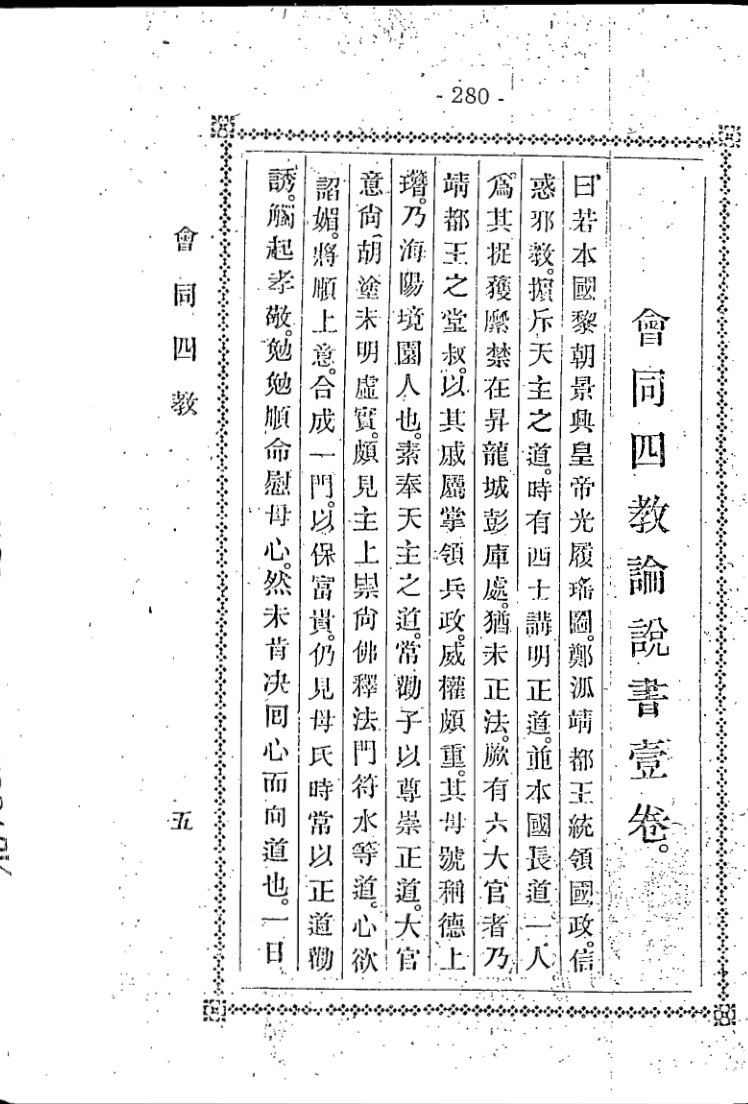 - 280 -
會同四教論說書壹卷。
曰若本國黎朝景興皇帝光履瑤圖。鄭派靖都王統領國政。信
惑邪教。擯斥天主之道。時有西士講明正道。並本國長道一人
爲其捉獲縻禁在昇龍城彭庫處。猶未正法。厥有六大官者乃
靖都王之堂叔。以其戚屬掌領兵政。威權頗重。其母號稱德上
瑨。乃海陽境園人也。素奉天主之道。常勸子以尊崇正道。大官
意尙胡塗未明虛實。頗見主上崇尙佛釋法門符水等道。心欲
詔媚。將順上意。合成一門。以保富貴。仍見母氏時常以正道勸
誘。觸起孝敬。勉勉順命慰母心。然未肯决回心而向道也。一日
會同四教
五